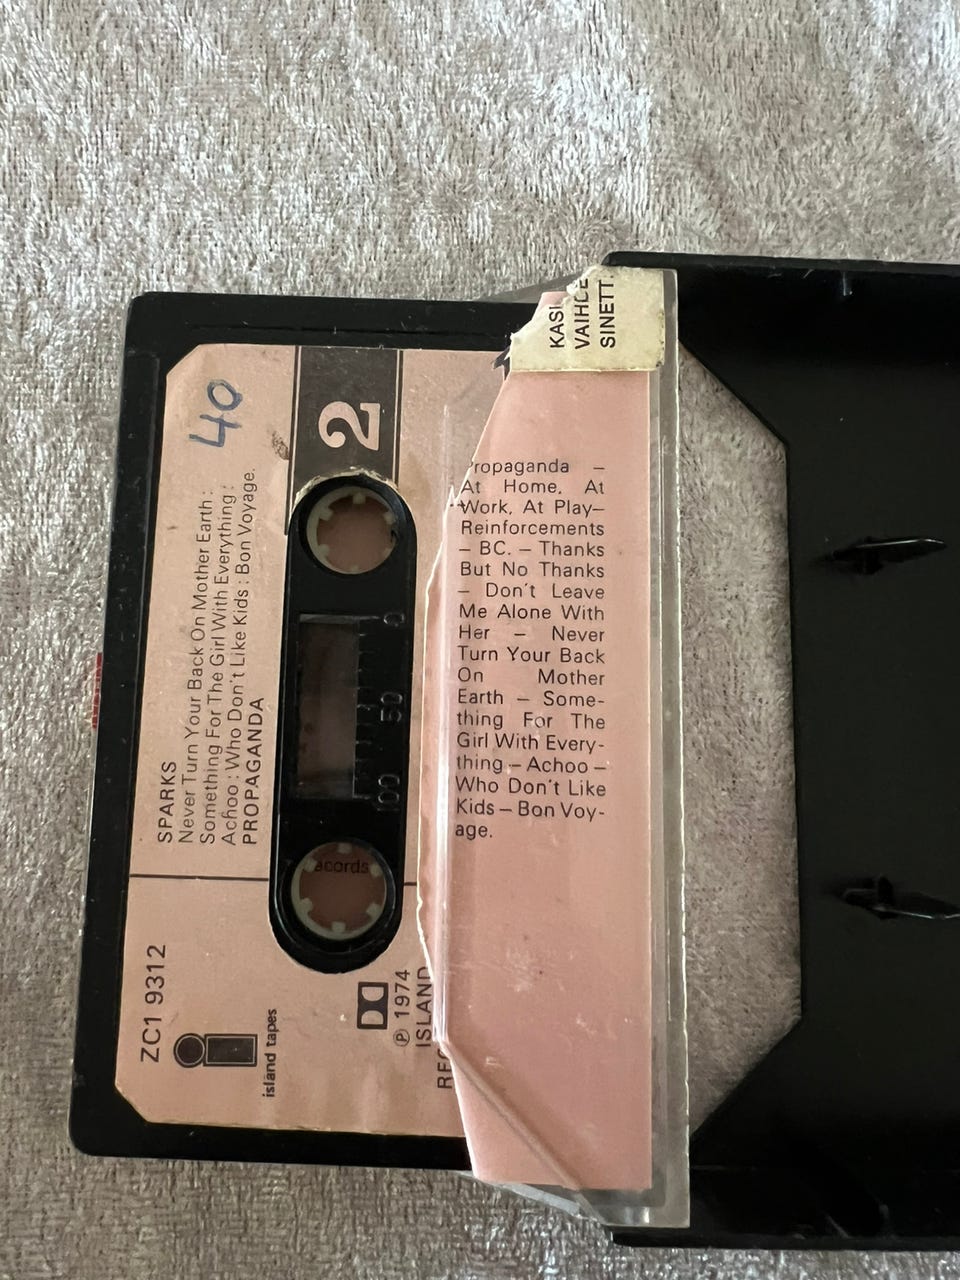 40
2
SPARKS
Never Turn Your Back On Mother Earth :
Something For The Girl With Everything :
Achoo : Who Don't Like Kids : Bon Voyage.
PROPAGANDA
100 50 0
acords
ZC1 9312
island tapes
℗ 1974
ISLAND
KASI
SINETT
Propaganda –
At Home, At
Work, At Play–
Reinforcements
– BC. – Thanks
But No Thanks
– Don't Leave
Me Alone With
Her – Never
Turn Your Back
On Mother
Earth – Some-
thing For The
Girl With Every-
thing – Achoo –
Who Don't Like
Kids – Bon Voy-
age.